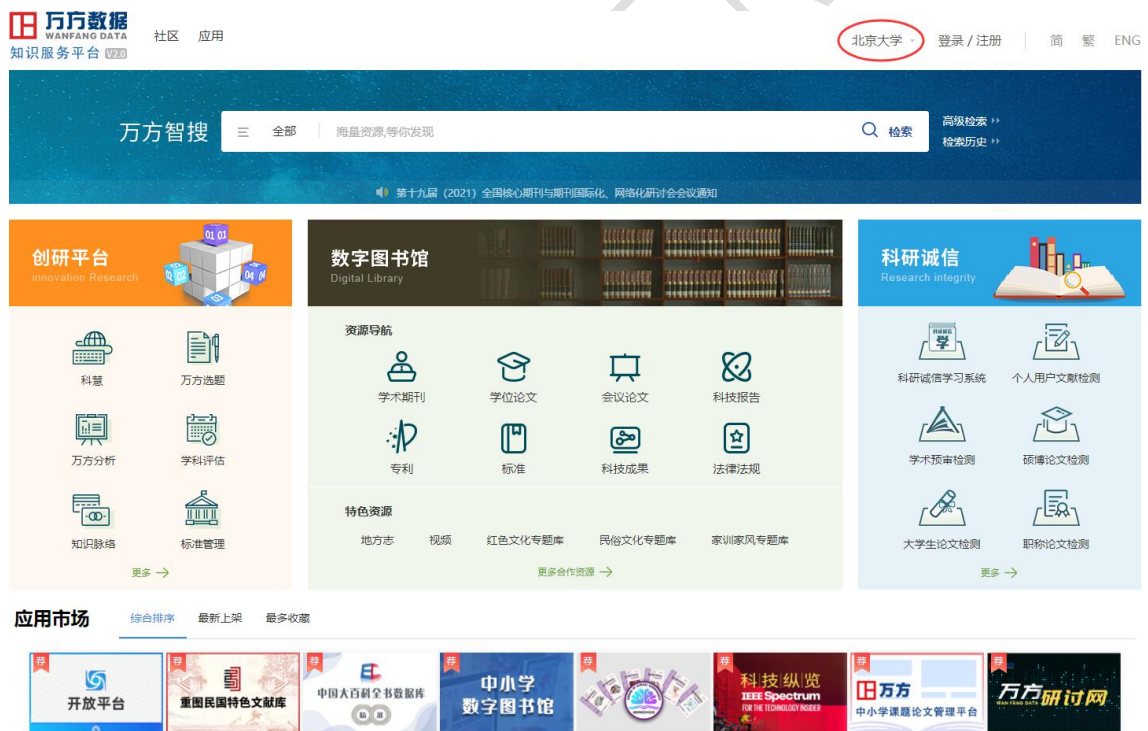 万方数据
WANFANG DATA
知识服务平台 V2.0
社区 应用
北京大学 登录 / 注册 简 繁 ENG
万方智搜 全部 海量资源,等你发现 检索
高级检索
检索历史
第十九届（2021）全国核心期刊与期刊国际化、网络化研讨会会议通知
创研平台
innovation Research
01 01
科慧 万方选题
万方分析 学科评估
知识脉络 标准管理
更多
数字图书馆
Digital Library
资源导航
学术期刊 学位论文 会议论文 科技报告
专利 标准 科技成果 法律法规
特色资源
地方志 视频 红色文化专题库 民俗文化专题库 家训家风专题库
更多合作资源
科研诚信
Research integrity
学
科研诚信学习系统 个人用户文献检测
学术预审检测 硕博论文检测
大学生论文检测 职称论文检测
更多
应用市场 综合排序 最新上架 最多收藏
荐 荐 荐 荐 荐 荐 荐 荐
开放平台
重图民国特色文献库
中国大百科全书数据库
中小学
数字图书馆
科技纵览
IEEE Spectrum
FOR THE TECHNOLOGY INSIDER
万方
中小学课题论文管理平台
万方研讨网
WAN FANG DATA